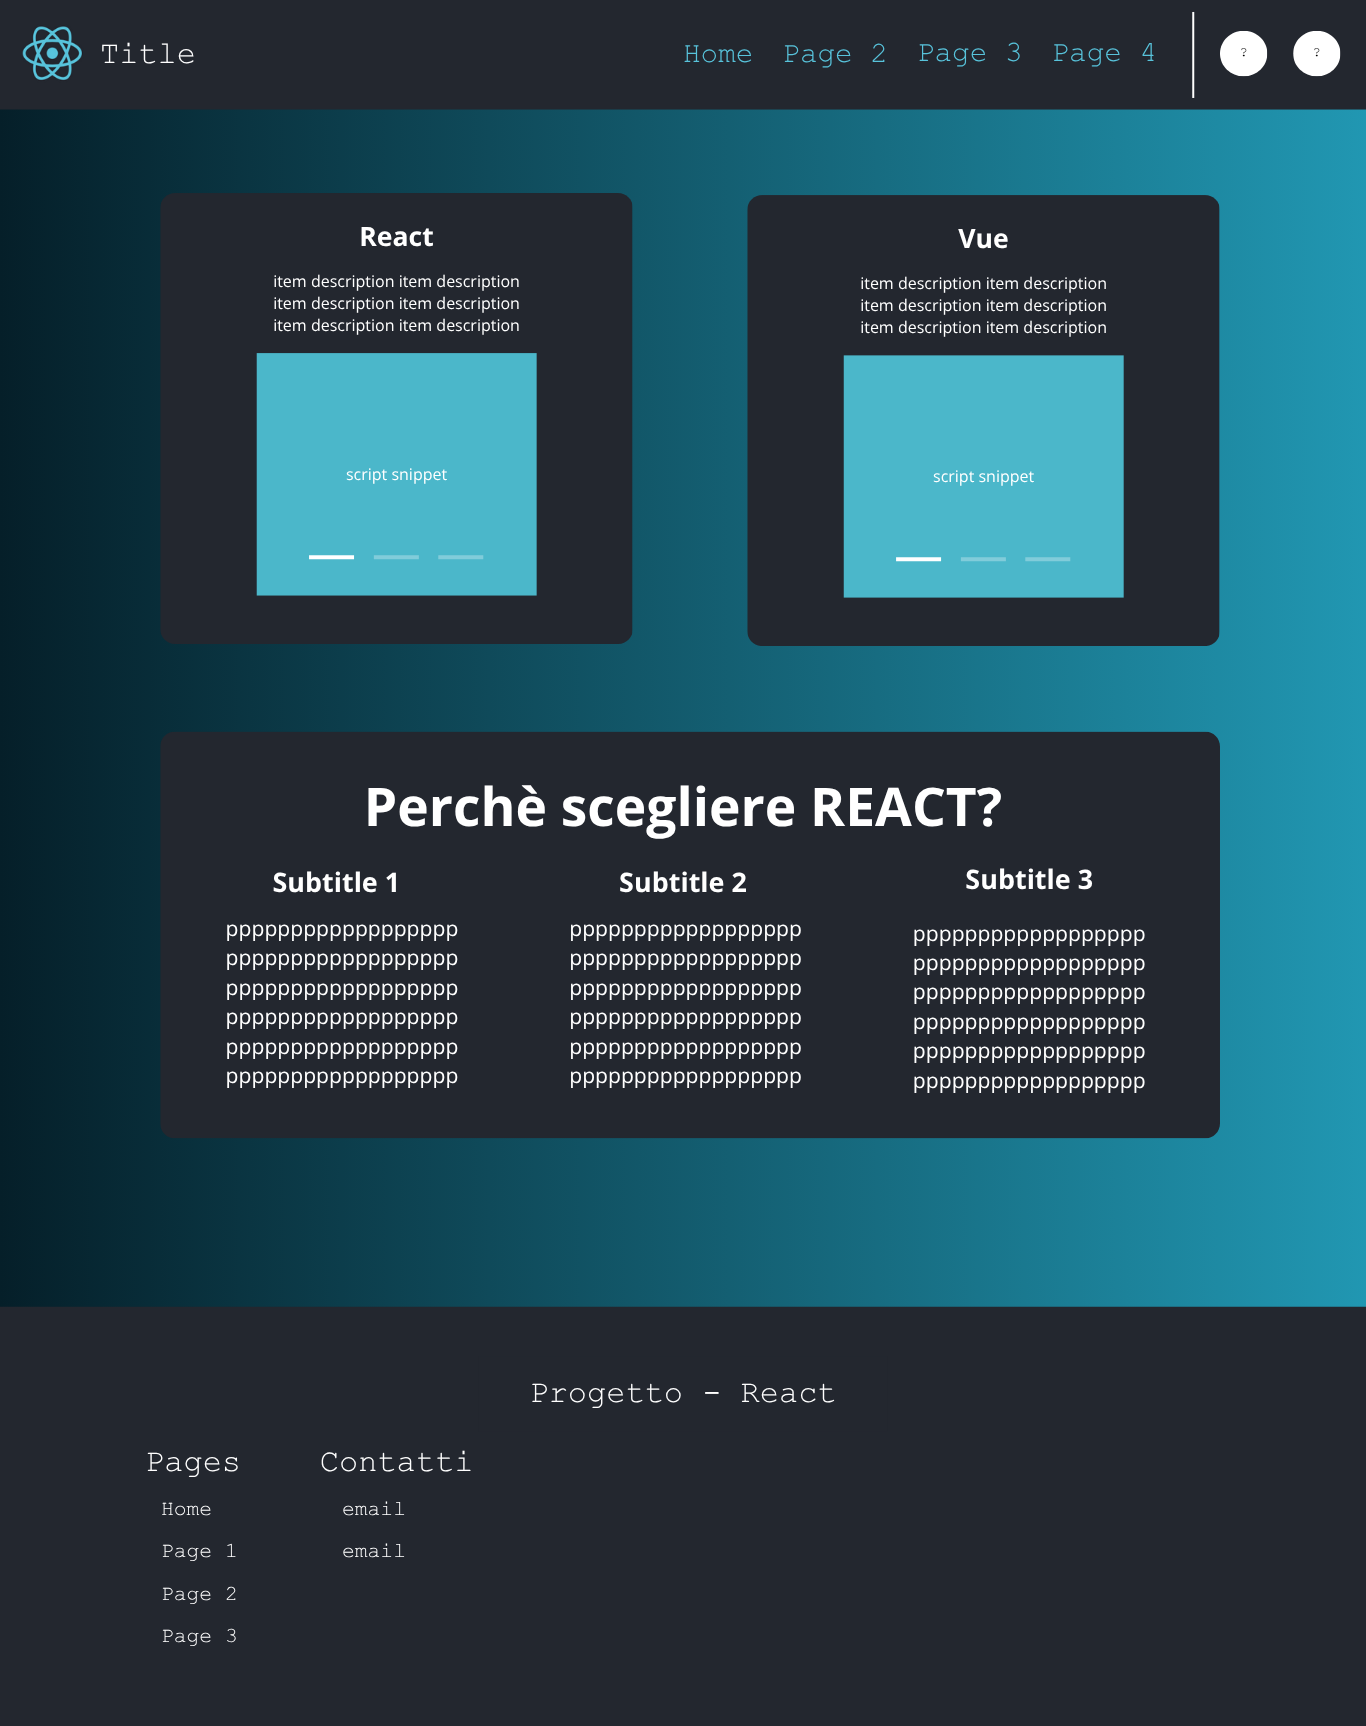 Title
Home Page 2 Page 3 Page 4 ? ?
React
item description item description
item description item description
item description item description
script snippet
Vue
item description item description
item description item description
item description item description
script snippet
Perchè scegliere REACT?
Subtitle 1
pppppppppppppppppp
pppppppppppppppppp
pppppppppppppppppp
pppppppppppppppppp
pppppppppppppppppp
pppppppppppppppppp
Subtitle 2
pppppppppppppppppp
pppppppppppppppppp
pppppppppppppppppp
pppppppppppppppppp
pppppppppppppppppp
pppppppppppppppppp
Subtitle 3
pppppppppppppppppp
pppppppppppppppppp
pppppppppppppppppp
pppppppppppppppppp
pppppppppppppppppp
pppppppppppppppppp
Progetto - React
Pages
Home
Page 1
Page 2
Page 3
Contatti
email
email